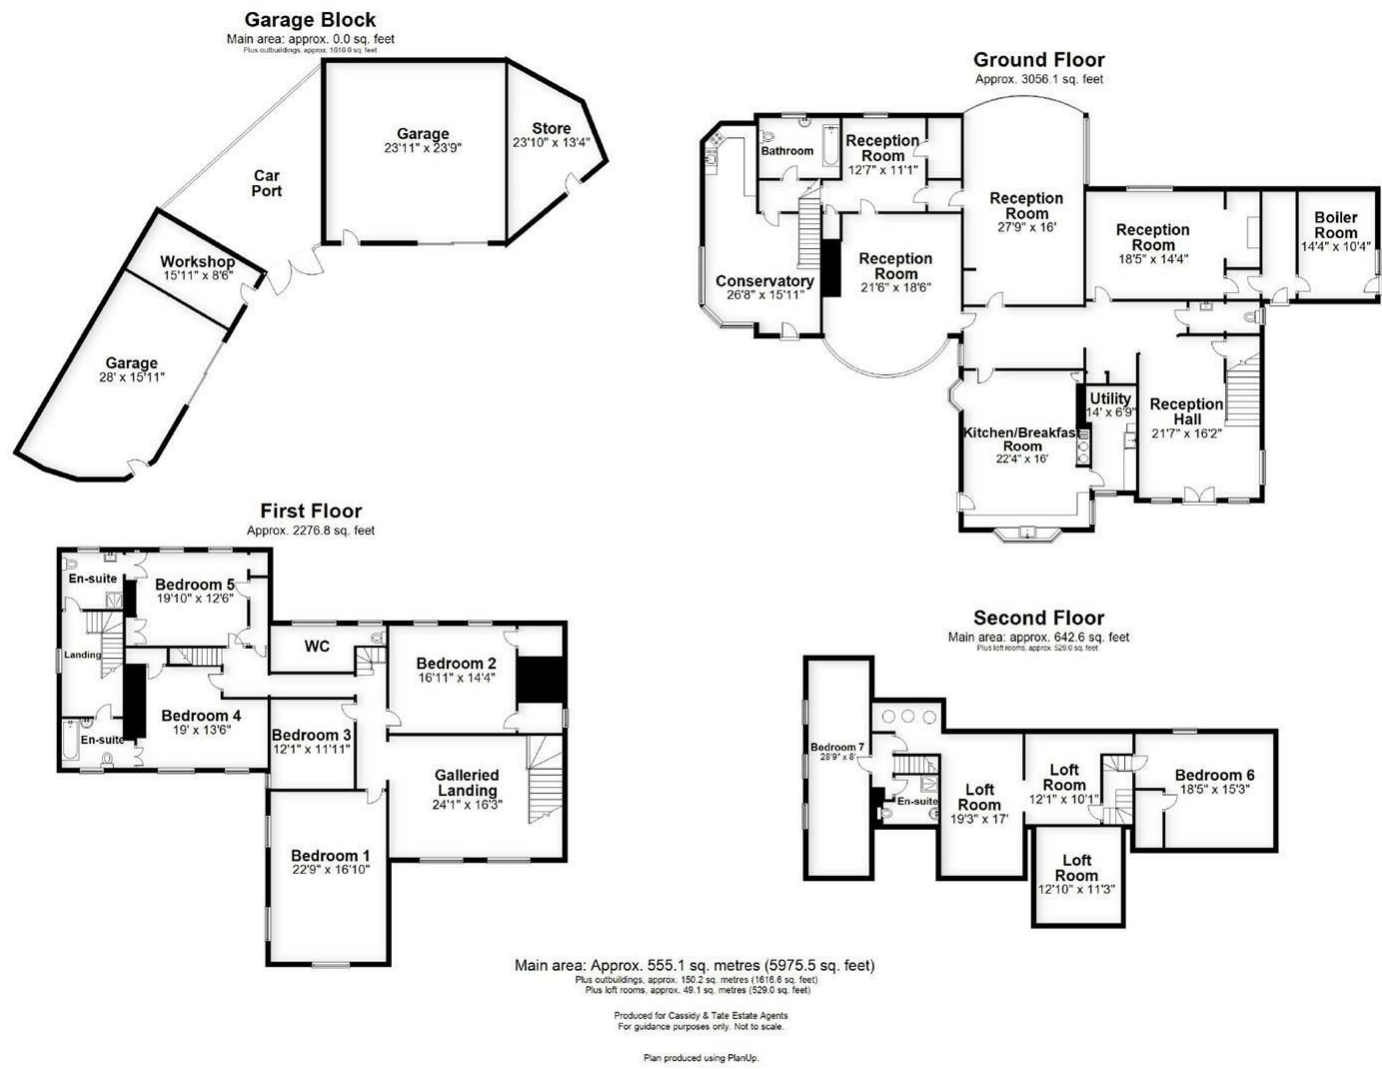 Garage Block
Main area: approx. 0.0 sq. feet
Plus outbuildings, approx. 1616.6 sq. feet
Garage
23'11" x 23'9"
Store
23'10" x 13'4"
Car
Port
Workshop
15'11" x 8'6"
Garage
28' x 15'11"
Ground Floor
Approx. 3056.1 sq. feet
Bathroom
Reception
Room
12'7" x 11'1"
Reception
Room
27'9" x 16'
Reception
Room
18'5" x 14'4"
Boiler
Room
14'4" x 10'4"
Conservatory
26'8" x 15'11"
Reception
Room
21'6" x 18'6"
Kitchen/Breakfas
Room
22'4" x 16'
Utility
14' x 6'9"
Reception
Hall
21'7" x 16'2"
First Floor
Approx. 2276.8 sq. feet
En-suite
Bedroom 5
19'10" x 12'6"
Landing
WC
Bedroom 2
16'11" x 14'4"
Bedroom 4
19' x 13'6"
En-suite
Bedroom 3
12'1" x 11'11"
Galleried
Landing
24'1" x 16'3"
Bedroom 1
22'9" x 16'10"
Second Floor
Main area: approx. 642.6 sq. feet
Plus loft rooms, approx. 529.0 sq. feet
Bedroom 7
28'9" x 8'
En-suite
Loft
Room
19'3" x 17'
Loft
Room
12'1" x 10'1"
Bedroom 6
18'5" x 15'3"
Loft
Room
12'10" x 11'3"
Main area: Approx. 555.1 sq. metres (5975.5 sq. feet)
Plus outbuildings, approx. 150.2 sq. metres (1616.6 sq. feet)
Plus loft rooms, approx. 49.1 sq. metres (529.0 sq. feet)
Produced for Cassidy & Tate Estate Agents
For guidance purposes only. Not to scale.
Plan produced using PlanUp.